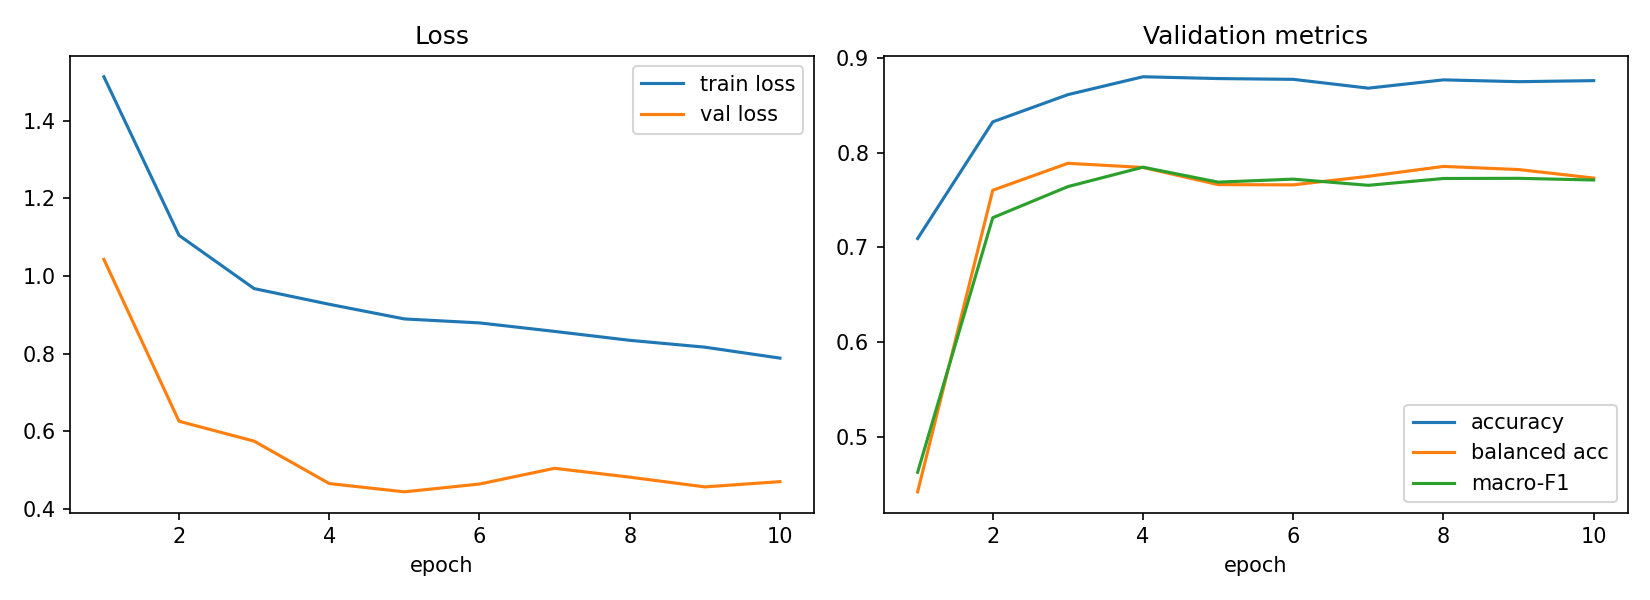 Loss
train loss
val loss
1.4
1.2
1.0
0.8
0.6
0.4
2 4 6 8 10
epoch
Validation metrics
0.9
0.8
0.7
0.6
0.5
accuracy
balanced acc
macro-F1
2 4 6 8 10
epoch